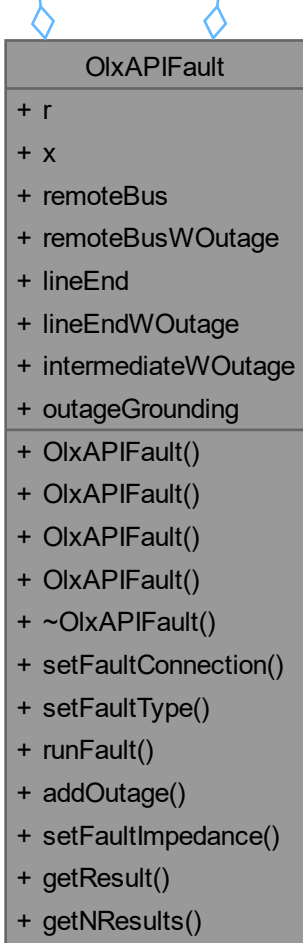 OlxAPIFault
+ r
+ x
+ remoteBus
+ remoteBusWOutage
+ lineEnd
+ lineEndWOutage
+ intermediateWOutage
+ outageGrounding
+ OlxAPIFault()
+ OlxAPIFault()
+ OlxAPIFault()
+ OlxAPIFault()
+ ~OlxAPIFault()
+ setFaultConnection()
+ setFaultType()
+ runFault()
+ addOutage()
+ setFaultImpedance()
+ getResult()
+ getNResults()